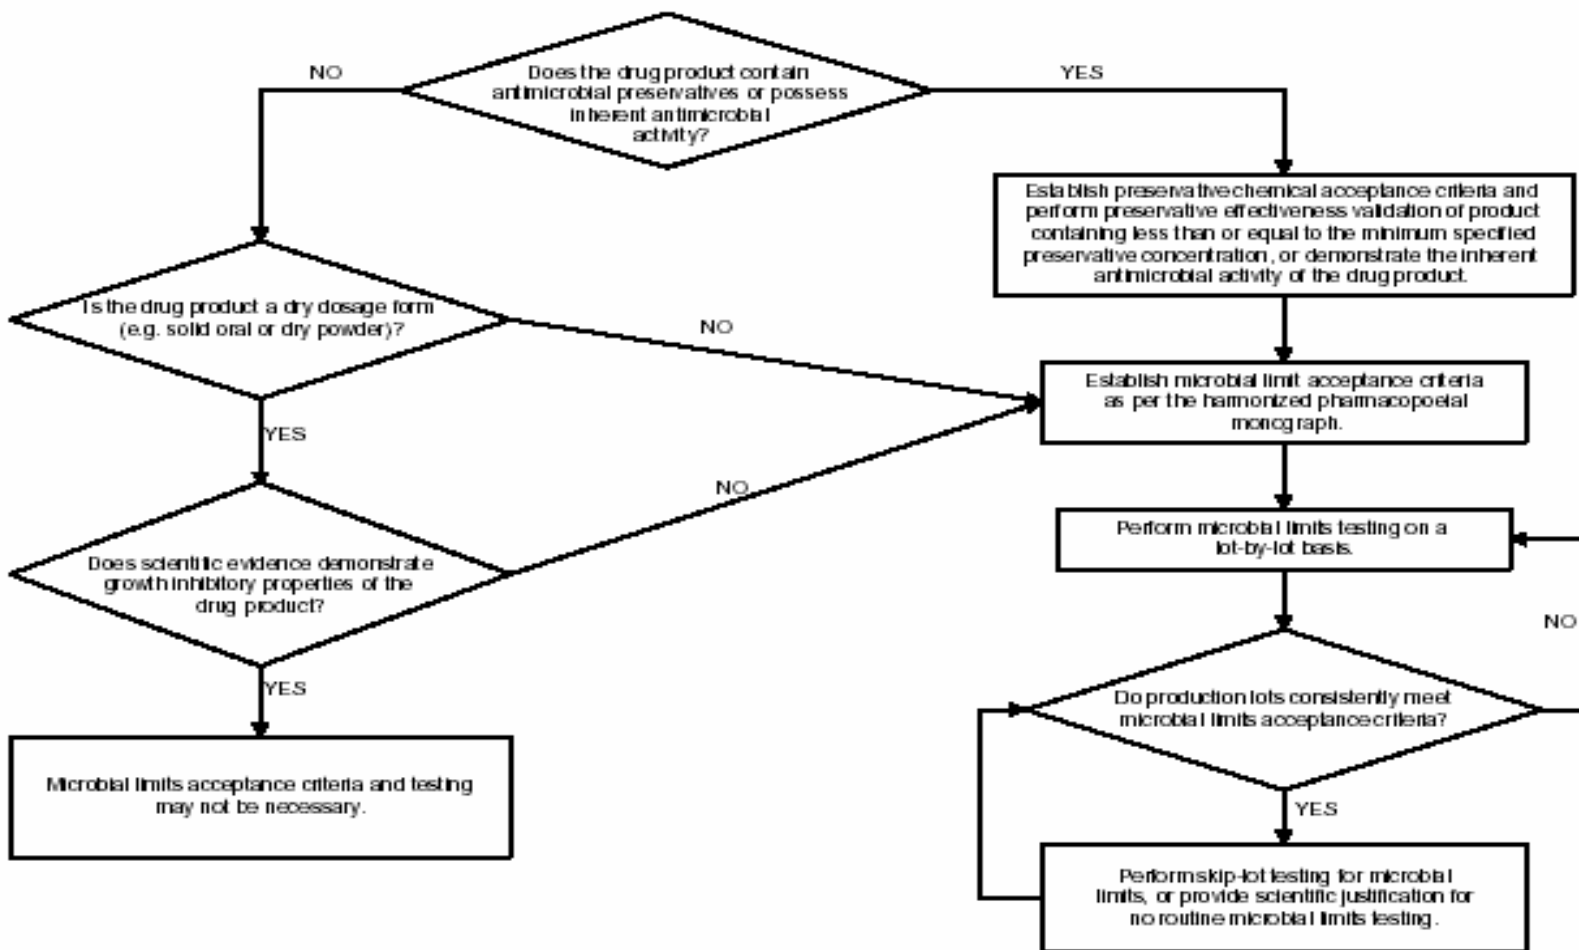 Does the drug product contain
antimicrobial preservatives or possess
inherent antimicrobial
activity?
NO
YES
Establish preservative chemical acceptance criteria and
perform preservative effectiveness validation of product
containing less than or equal to the minimum specified
preservative concentration, or demonstrate the inherent
antimicrobial activity of the drug product.
Is the drug product a dry dosage form
(e.g. solid oral or dry powder)?
NO
YES
Establish microbial limit acceptance criteria
as per the harmonized pharmacopoeial
monograph.
Does scientific evidence demonstrate
growth inhibitory properties of the
drug product?
NO
YES
Perform microbial limits testing on a
lot-by-lot basis.
NO
Do production lots consistently meet
microbial limits acceptance criteria?
YES
Microbial limits acceptance criteria and testing
may not be necessary.
Perform skip-lot testing for microbial
limits, or provide scientific justification for
no routine microbial limits testing.